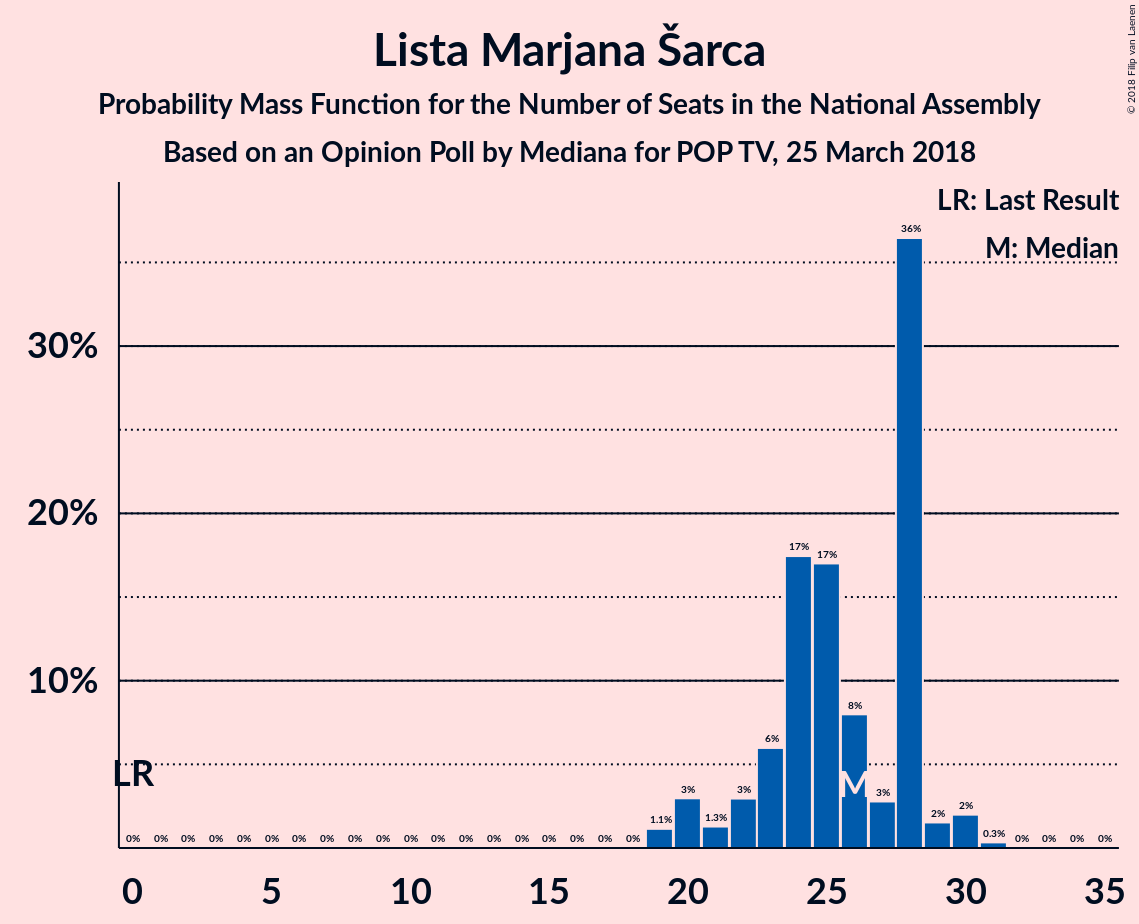 Lista Marjana Šarca
Probability Mass Function for the Number of Seats in the National Assembly
Based on an Opinion Poll by Mediana for POP TV, 25 March 2018
© 2018 Filip van Laenen
LR: Last Result
M: Median
30%
20%
10%
LR
M
0% 0% 0% 0% 0% 0% 0% 0% 0% 0% 0% 0% 0% 0% 0% 0% 0% 0% 0% 1.1% 3% 1.3% 3% 6% 17% 17% 8% 3% 36% 2% 2% 0.3% 0% 0% 0% 0%
0 5 10 15 20 25 30 35